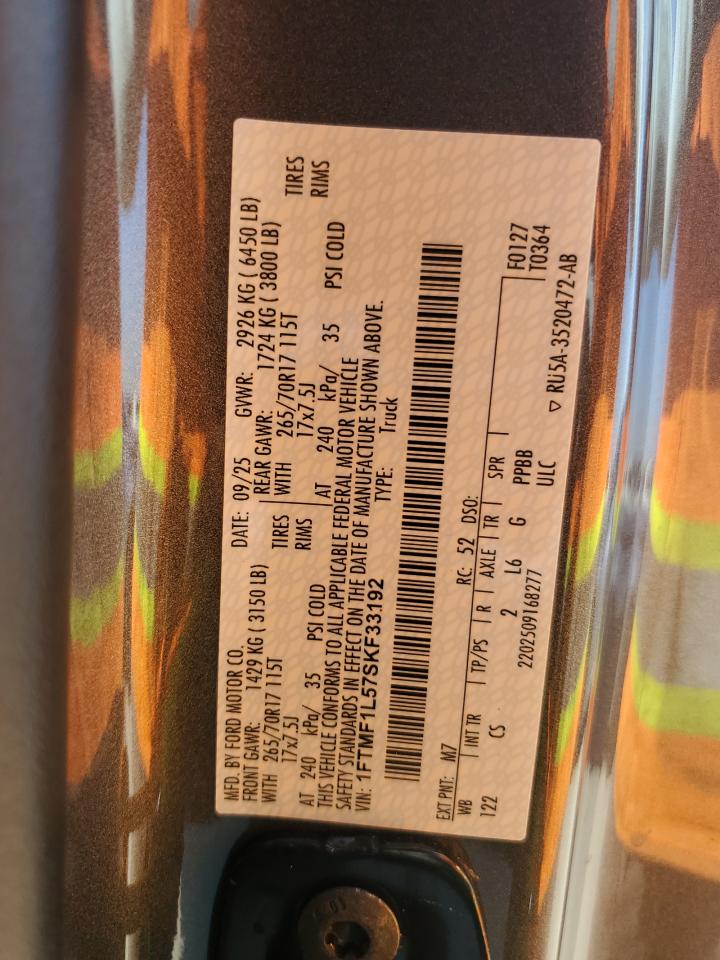 MFD. BY FORD MOTOR CO.
DATE: 09/25 GVWR: 2926 KG ( 6450 LB)
FRONT GAWR: 1429 KG ( 3150 LB)
REAR GAWR: 1724 KG ( 3800 LB)
WITH 265/70R17 115T TIRES
WITH 265/70R17 115T TIRES
17x7.5J RIMS
17x7.5J RIMS
AT 240 kPa/ 35 PSI COLD
AT 240 kPa/ 35 PSI COLD
THIS VEHICLE CONFORMS TO ALL APPLICABLE FEDERAL MOTOR VEHICLE
SAFETY STANDARDS IN EFFECT ON THE DATE OF MANUFACTURE SHOWN ABOVE.
VIN: 1FTMF1L57SKF33192 TYPE: Truck
EXT PNT: M7 RC: 52 DSO:
WB INT TR TP/PS R AXLE TR SPR F0127
122 CS 2 L6 G PPBB T0364
2202509168277 ULC
▽ RU5A-3520472-AB